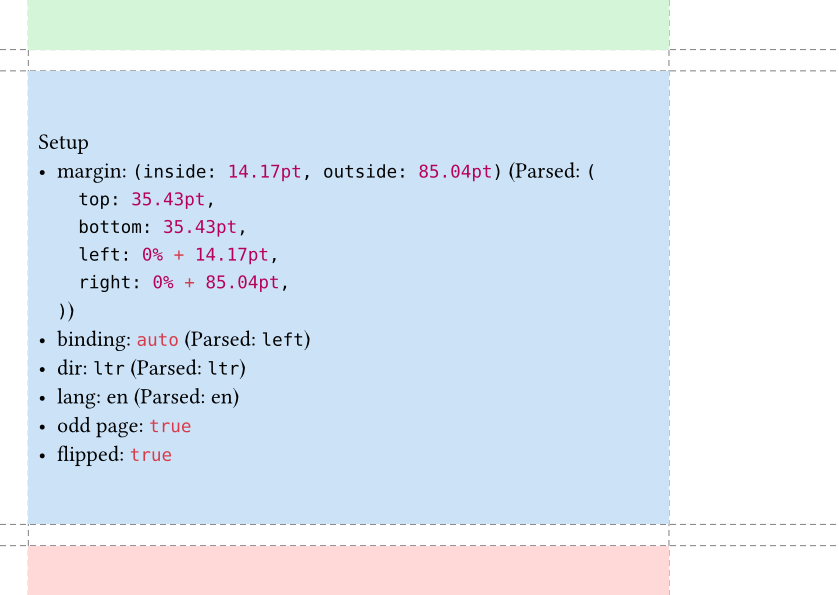 Setup
• margin: (inside: 14.17pt, outside: 85.04pt) (Parsed: (
top: 35.43pt,
bottom: 35.43pt,
left: 0% + 14.17pt,
right: 0% + 85.04pt,
))
• binding: auto (Parsed: left)
• dir: ltr (Parsed: ltr)
• lang: en (Parsed: en)
• odd page: true
• flipped: true